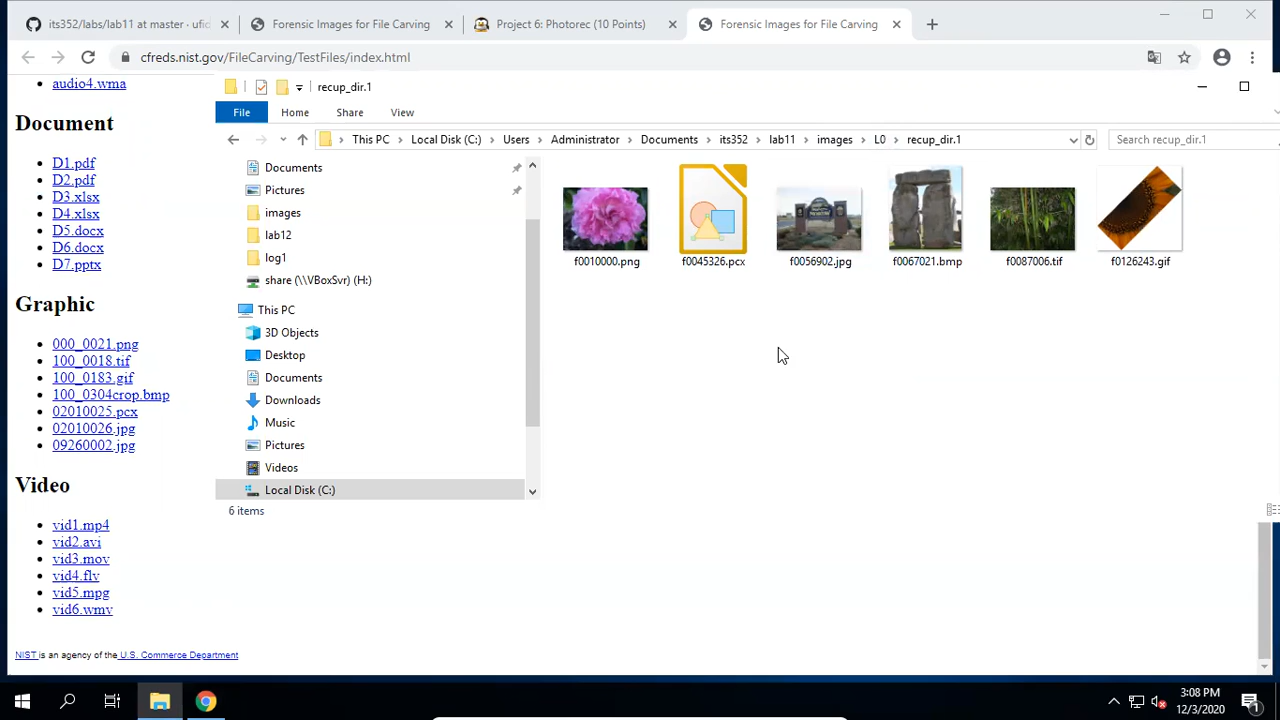 its352/labs/lab11 at master · ufic
Forensic Images for File Carving
Project 6: Photorec (10 Points)
Forensic Images for File Carving
cfreds.nist.gov/FileCarving/TestFiles/index.html
audio4.wma
Document
D1.pdf
D2.pdf
D3.xlsx
D4.xlsx
D5.docx
D6.docx
D7.pptx
Graphic
000_0021.png
100_0018.tif
100_0183.gif
100_0304crop.bmp
02010025.pcx
02010026.jpg
09260002.jpg
Video
vid1.mp4
vid2.avi
vid3.mov
vid4.flv
vid5.mpg
vid6.wmv
NIST is an agency of the U.S. Commerce Department
recup_dir.1
File Home Share View
This PC > Local Disk (C:) > Users > Administrator > Documents > its352 > lab11 > images > L0 > recup_dir.1
Search recup_dir.1
Documents
Pictures
images
lab12
log1
share (\\VBoxSvr) (H:)
This PC
3D Objects
Desktop
Documents
Downloads
Music
Pictures
Videos
Local Disk (C:)
f0010000.png
f0045326.pcx
f0056902.jpg
f0067021.bmp
f0087006.tif
f0126243.gif
6 items
3:08 PM
12/3/2020
1